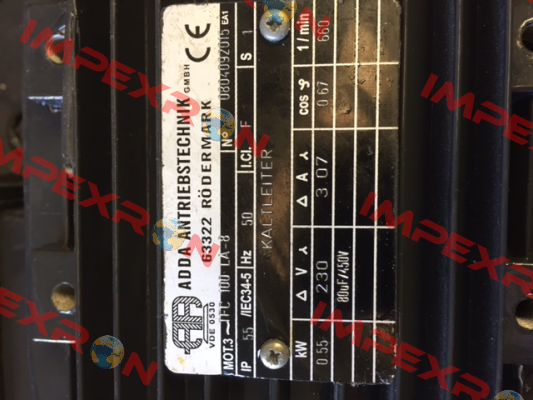 ADDA ANTRIEBSTECHNIK GMBH
63322 RÖDERMARK
CE
VDE 0530
MOT.3 ~ TFC 100 LA-8 N° 0804092015 EA1
IP 55 /IEC34-5 Hz 50 I.Cl. F S 1
KALTLEITER
kW Δ V ⅄ Δ A ⅄ cos φ 1/min
0.55 230 3 07 0 67 660
80uF/450V
IMPEXRON
IMPEXRON
IMPEXRON
IMPEXRON